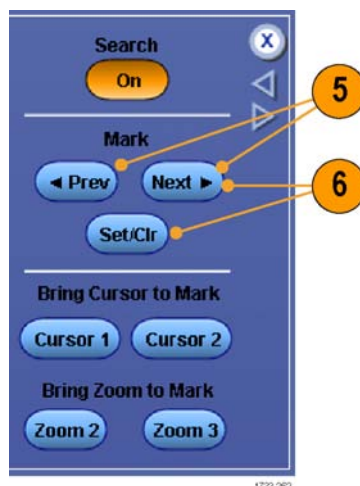 Search
X
On
5
Mark
◄ Prev
Next ►
6
Set/Clr
Bring Cursor to Mark
Cursor 1
Cursor 2
Bring Zoom to Mark
Zoom 2
Zoom 3